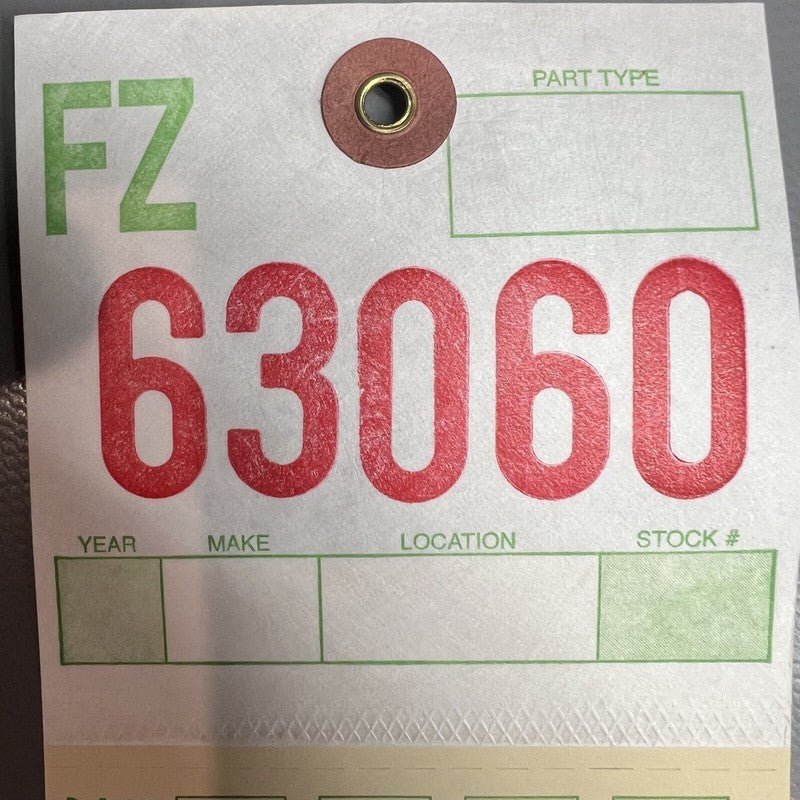 FZ
PART TYPE
63060
YEAR MAKE LOCATION STOCK #